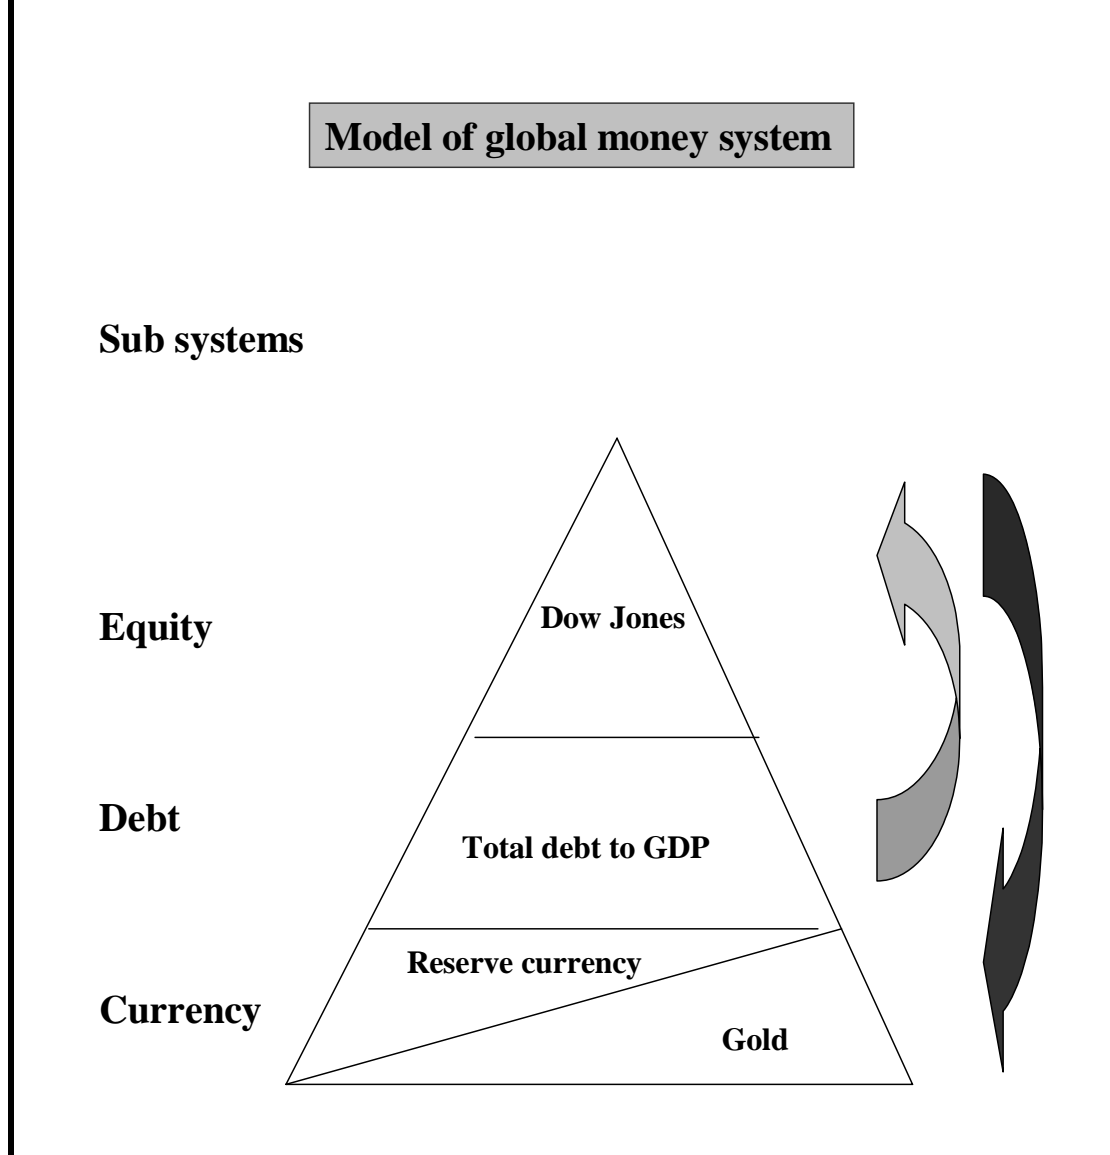 Model of global money system
Sub systems
Equity
Dow Jones
Debt
Total debt to GDP
Reserve currency
Currency
Gold